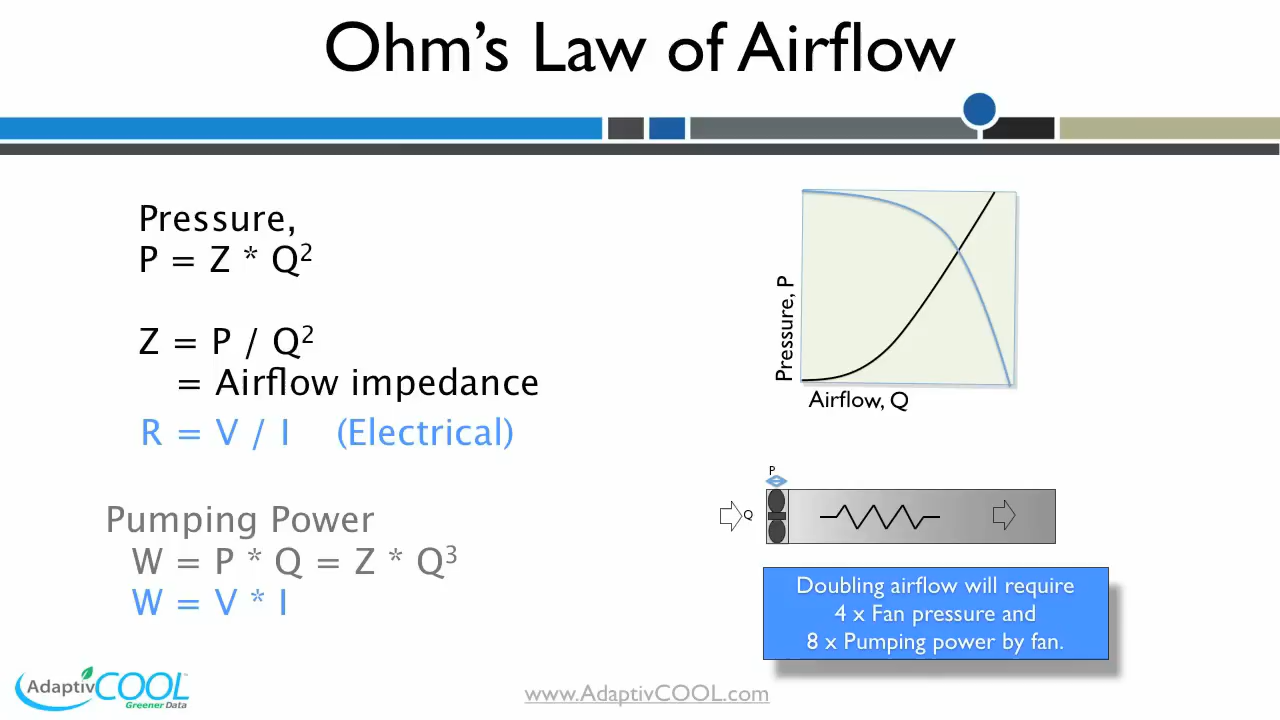 Ohm's Law of Airflow
Pressure,
P = Z * Q²
Z = P / Q²
= Airflow impedance
R = V / I (Electrical)
Pumping Power
W = P * Q = Z * Q³
W = V * I
Pressure, P
Airflow, Q
P
Q
Doubling airflow will require
4 x Fan pressure and
8 x Pumping power by fan.
AdaptivCOOL™
Greener Data
www.AdaptivCOOL.com